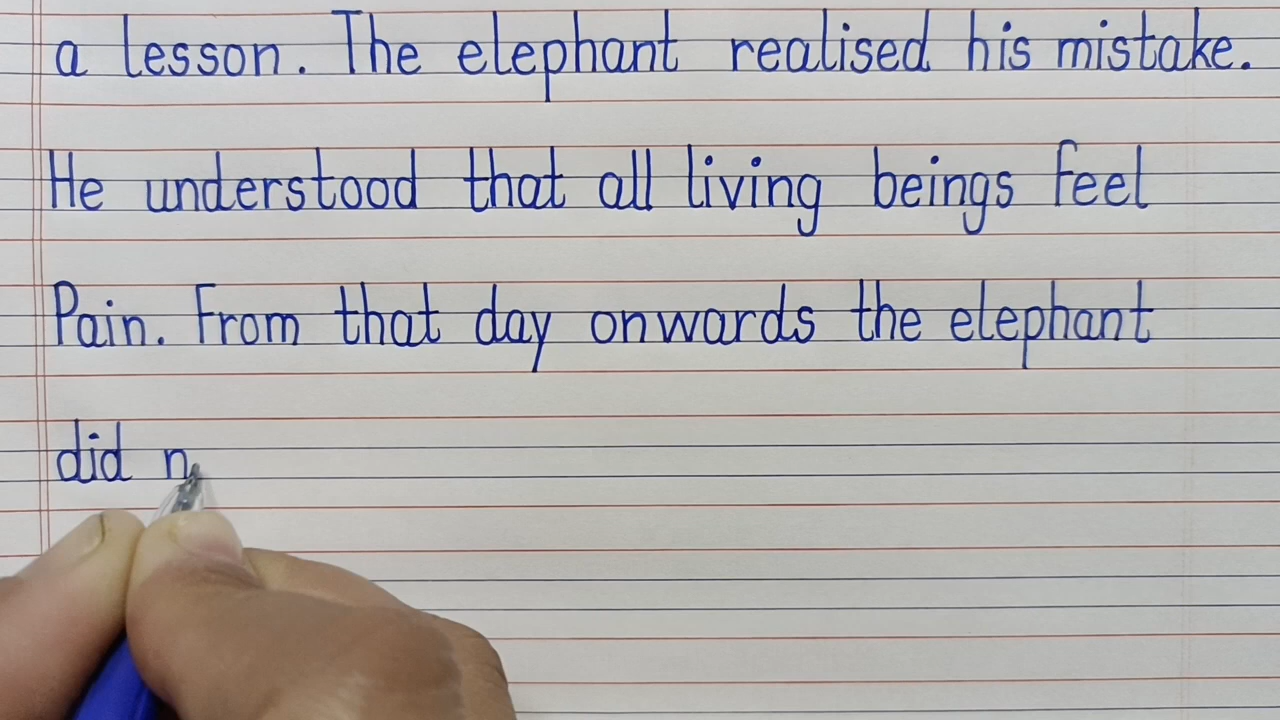 a lesson. The elephant realised his mistake.
He understood that all living beings feel
Pain. From that day onwards the elephant
did n